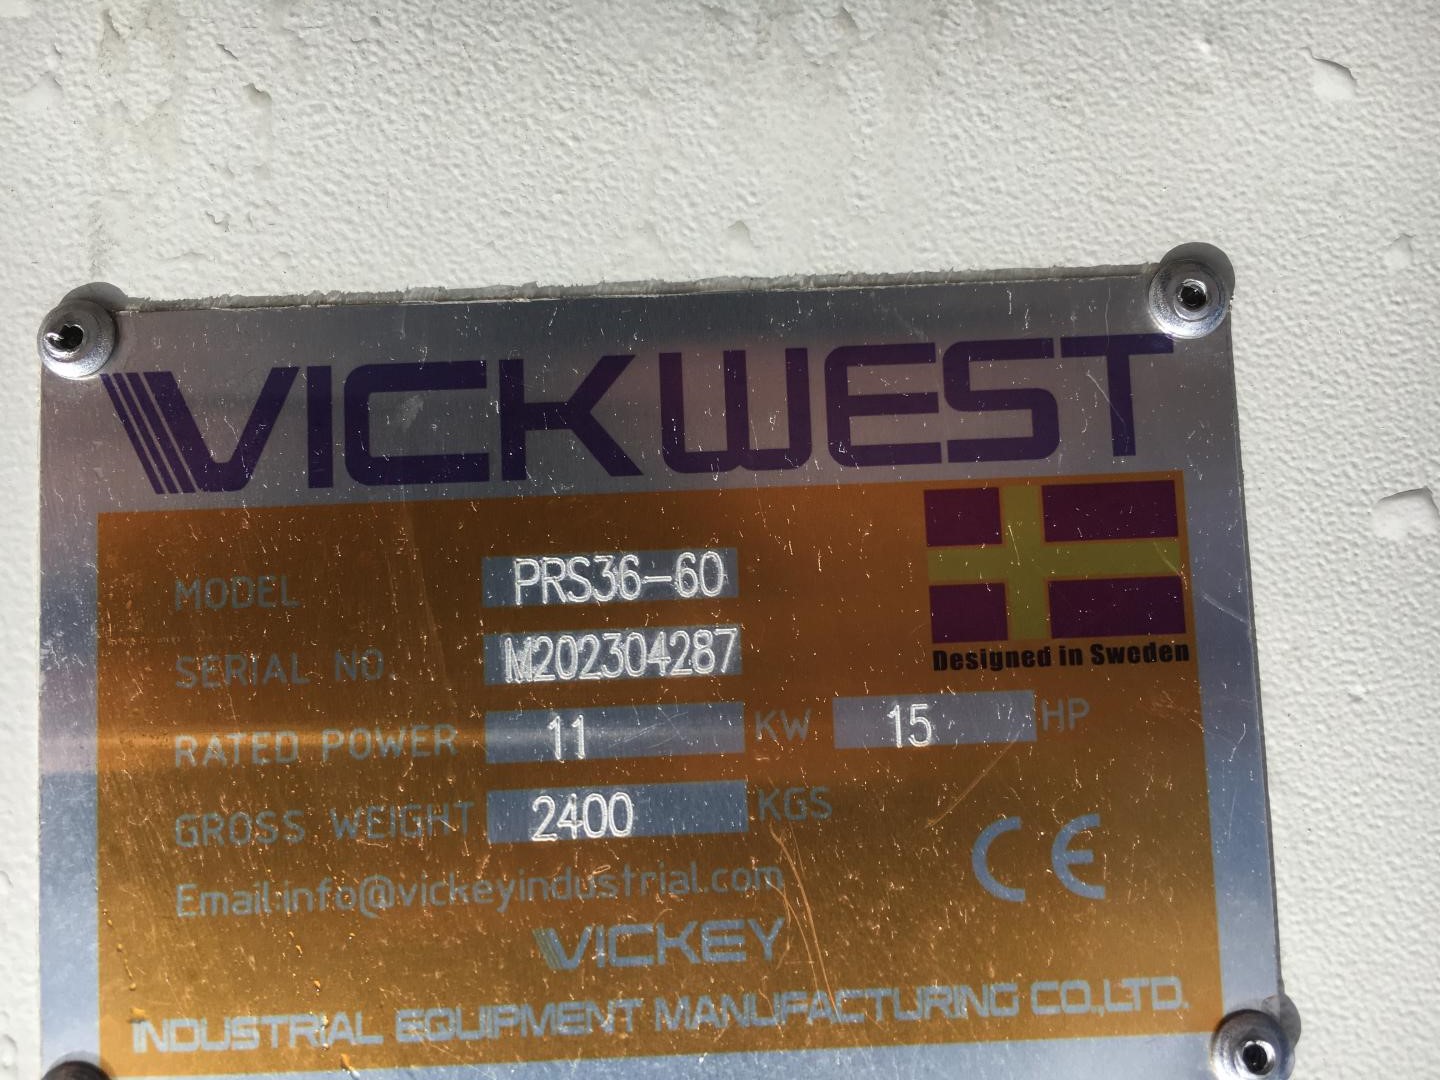 VICKWEST
MODEL PRS36-60
SERIAL NO. M202304287
Designed in Sweden
RATED POWER 11 KW 15 HP
GROSS WEIGHT 2400 KGS
CE
Email:info@vickeyindustrial.com
VICKEY
INDUSTRIAL EQUIPMENT MANUFACTURING CO.,LTD.